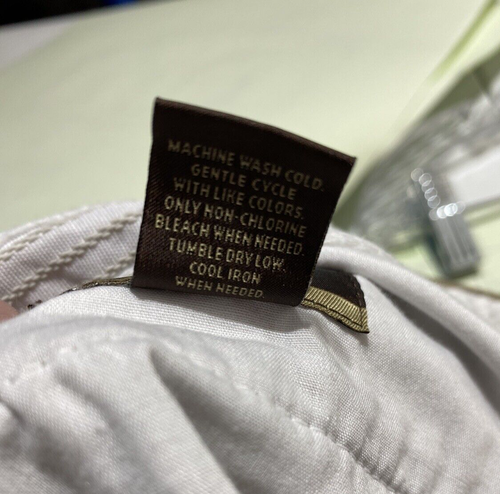 MACHINE WASH COLD.
GENTLE CYCLE
WITH LIKE COLORS.
ONLY NON-CHLORINE
BLEACH WHEN NEEDED.
TUMBLE DRY LOW.
COOL IRON
WHEN NEEDED.